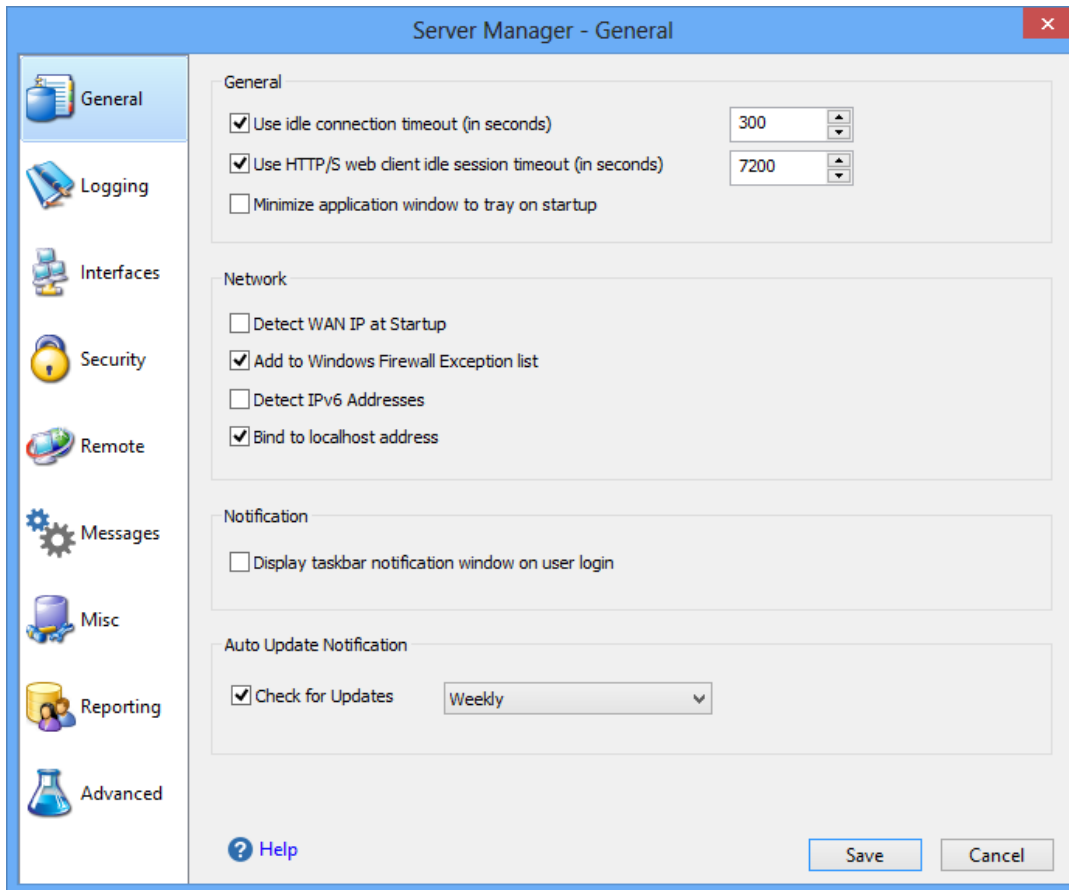 Server Manager - General
General
Logging
Interfaces
Security
Remote
Messages
Misc
Reporting
Advanced
General
Use idle connection timeout (in seconds) 300
Use HTTP/S web client idle session timeout (in seconds) 7200
Minimize application window to tray on startup
Network
Detect WAN IP at Startup
Add to Windows Firewall Exception list
Detect IPv6 Addresses
Bind to localhost address
Notification
Display taskbar notification window on user login
Auto Update Notification
Check for Updates Weekly
? Help
Save Cancel